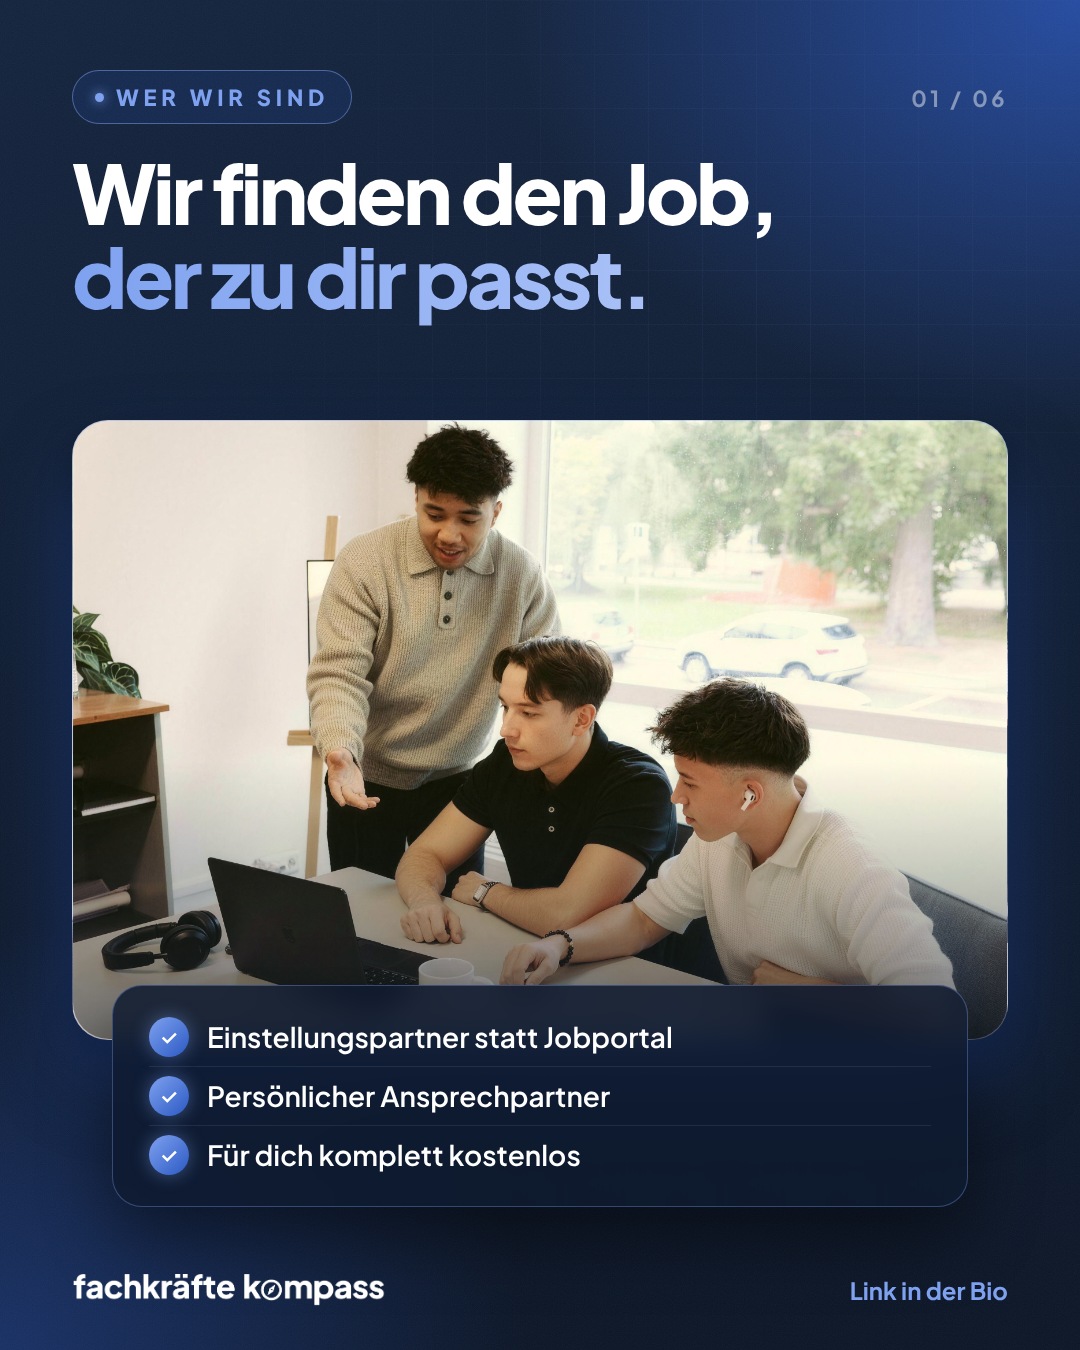 WER WIR SIND
01 / 06
Wir finden den Job,
der zu dir passt.
Einstellungspartner statt Jobportal
Persönlicher Ansprechpartner
Für dich komplett kostenlos
fachkräfte kompass
Link in der Bio